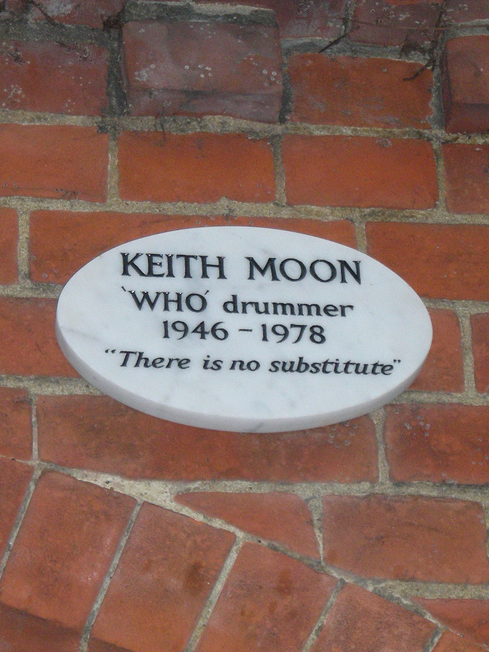 KEITH MOON
'WHO' drummer
1946 - 1978
"There is no substitute"